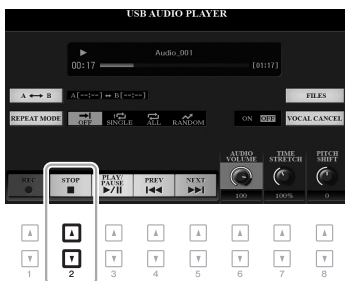 USB AUDIO PLAYER
Audio_001
00:17 [01:17]
A B A[--:--] B[--:--] FILES
REPEAT MODE OFF SINGLE ALL RANDOM ON OFF VOCAL CANCEL
AUDIO VOLUME TIME STRETCH PITCH SHIFT
REC STOP PLAY/PAUSE PREV NEXT
100 100% 0
1 2 3 4 5 6 7 8